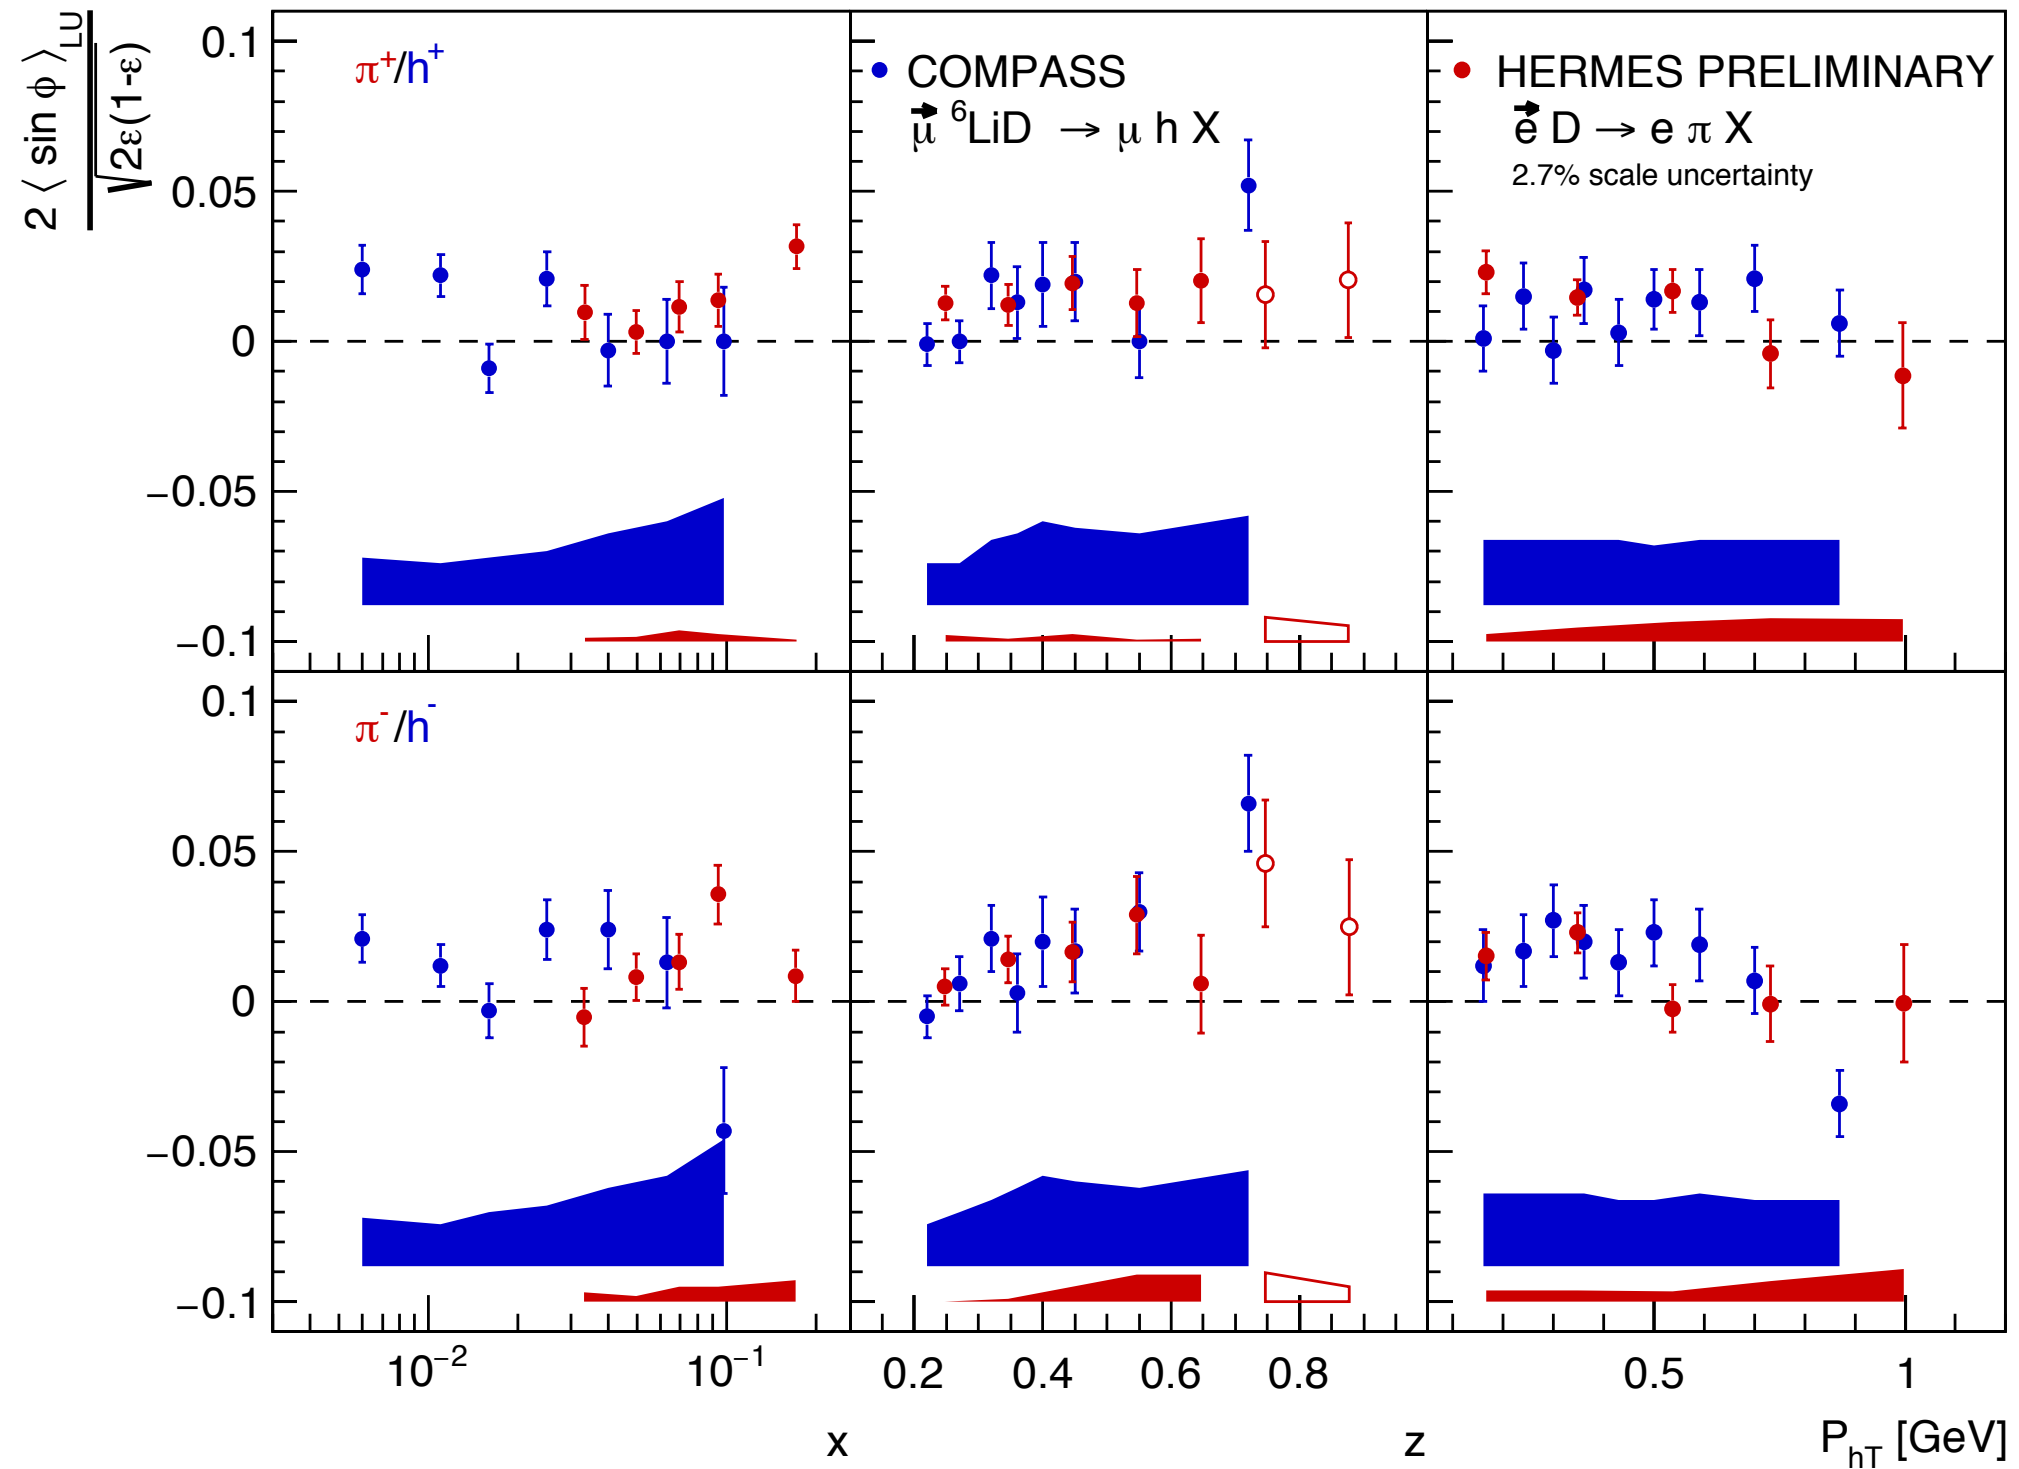 2 ⟨ sin ϕ ⟩LU
√2ε(1-ε)
π+/h+
COMPASS
μ⃗ 6LiD → μ h X
HERMES PRELIMINARY
e⃗ D → e π X
2.7% scale uncertainty
0.1
0.05
0
−0.05
−0.1
π-/h-
0.1
0.05
0
−0.05
−0.1
10−2 10−1 0.2 0.4 0.6 0.8 0.5 1
x z PhT [GeV]